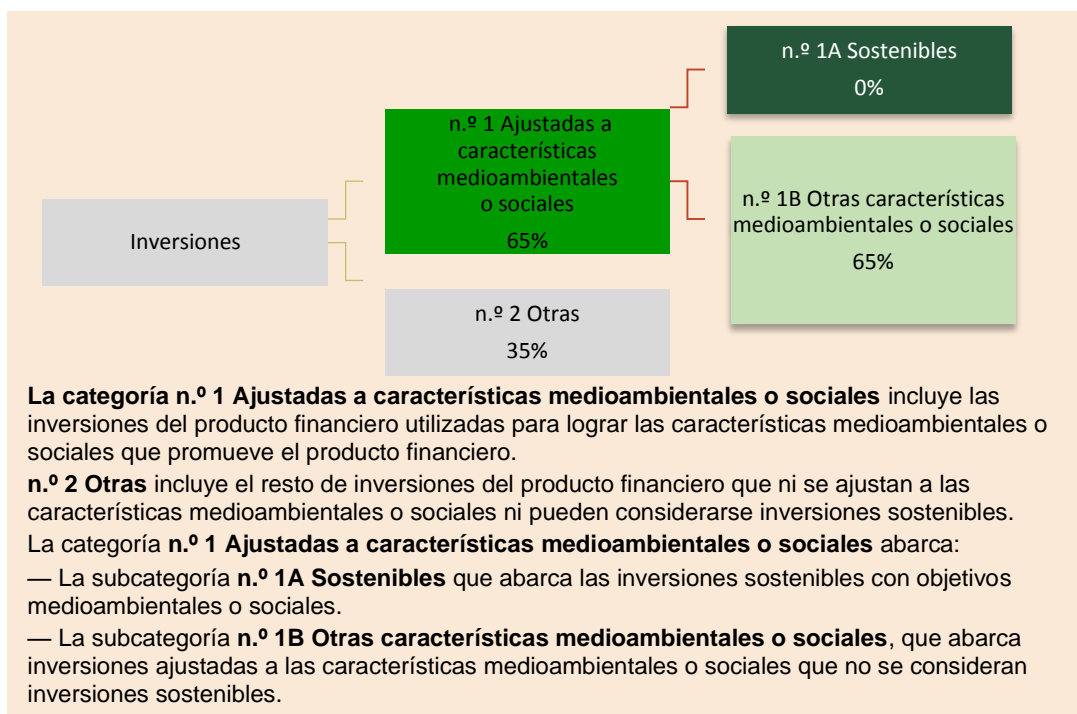 n.º 1A Sostenibles
0%
n.º 1 Ajustadas a
características
medioambientales
o sociales
65%
n.º 1B Otras características
medioambientales o sociales
65%
Inversiones
n.º 2 Otras
35%
La categoría n.º 1 Ajustadas a características medioambientales o sociales incluye las
inversiones del producto financiero utilizadas para lograr las características medioambientales o
sociales que promueve el producto financiero.
n.º 2 Otras incluye el resto de inversiones del producto financiero que ni se ajustan a las
características medioambientales o sociales ni pueden considerarse inversiones sostenibles.
La categoría n.º 1 Ajustadas a características medioambientales o sociales abarca:
— La subcategoría n.º 1A Sostenibles que abarca las inversiones sostenibles con objetivos
medioambientales o sociales.
— La subcategoría n.º 1B Otras características medioambientales o sociales, que abarca
inversiones ajustadas a las características medioambientales o sociales que no se consideran
inversiones sostenibles.